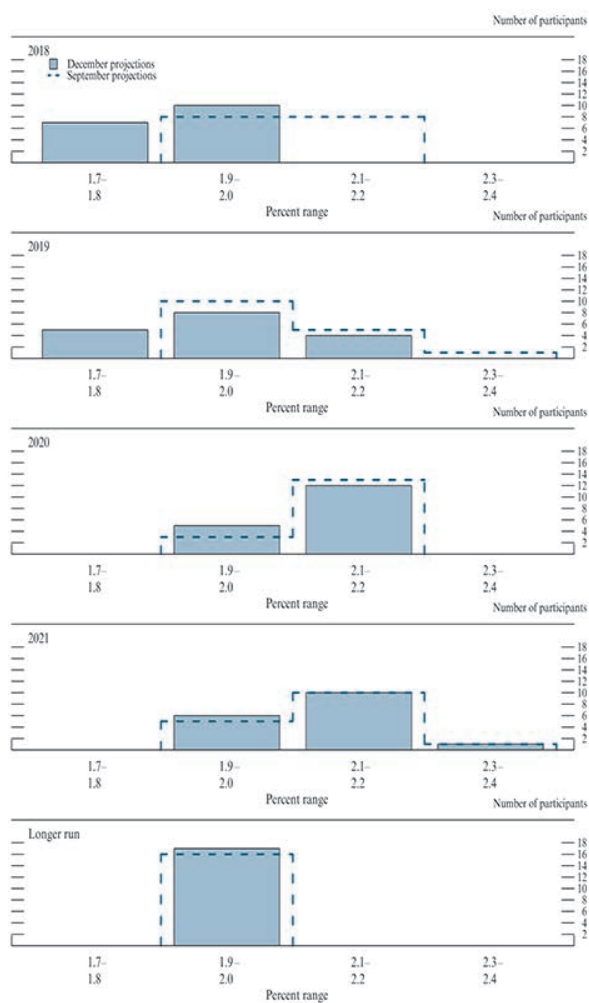 Number of participants
2018
December projections
September projections
18
16
14
12
10
8
6
4
2
1.7– 1.9– 2.1– 2.3–
1.8 2.0 2.2 2.4
Percent range
Number of participants
2019
18
16
14
12
10
8
6
4
2
1.7– 1.9– 2.1– 2.3–
1.8 2.0 2.2 2.4
Percent range
Number of participants
2020
18
16
14
12
10
8
6
4
2
1.7– 1.9– 2.1– 2.3–
1.8 2.0 2.2 2.4
Percent range
Number of participants
2021
18
16
14
12
10
8
6
4
2
1.7– 1.9– 2.1– 2.3–
1.8 2.0 2.2 2.4
Percent range
Number of participants
Longer run
18
16
14
12
10
8
6
4
2
1.7– 1.9– 2.1– 2.3–
1.8 2.0 2.2 2.4
Percent range